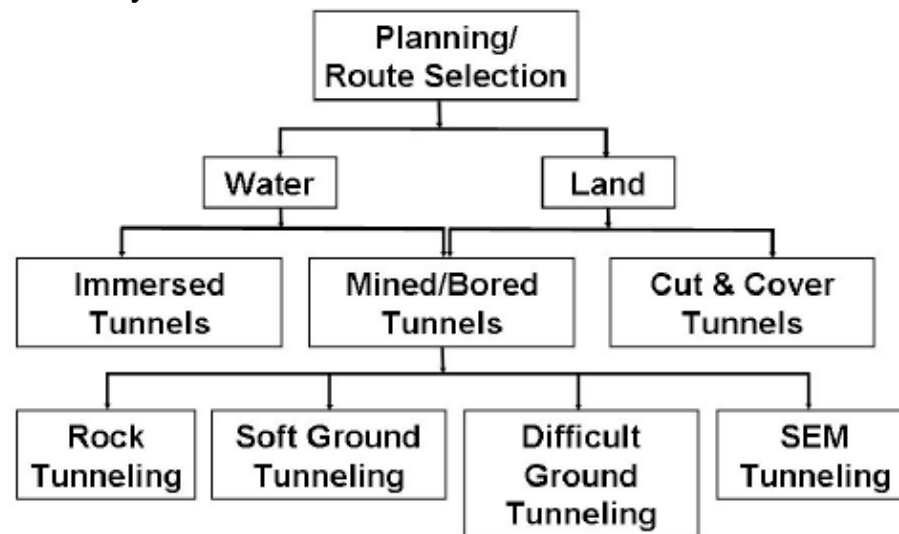 Planning/
Route Selection
Water
Land
Immersed
Tunnels
Mined/Bored
Tunnels
Cut & Cover
Tunnels
Rock
Tunneling
Soft Ground
Tunneling
Difficult
Ground
Tunneling
SEM
Tunneling